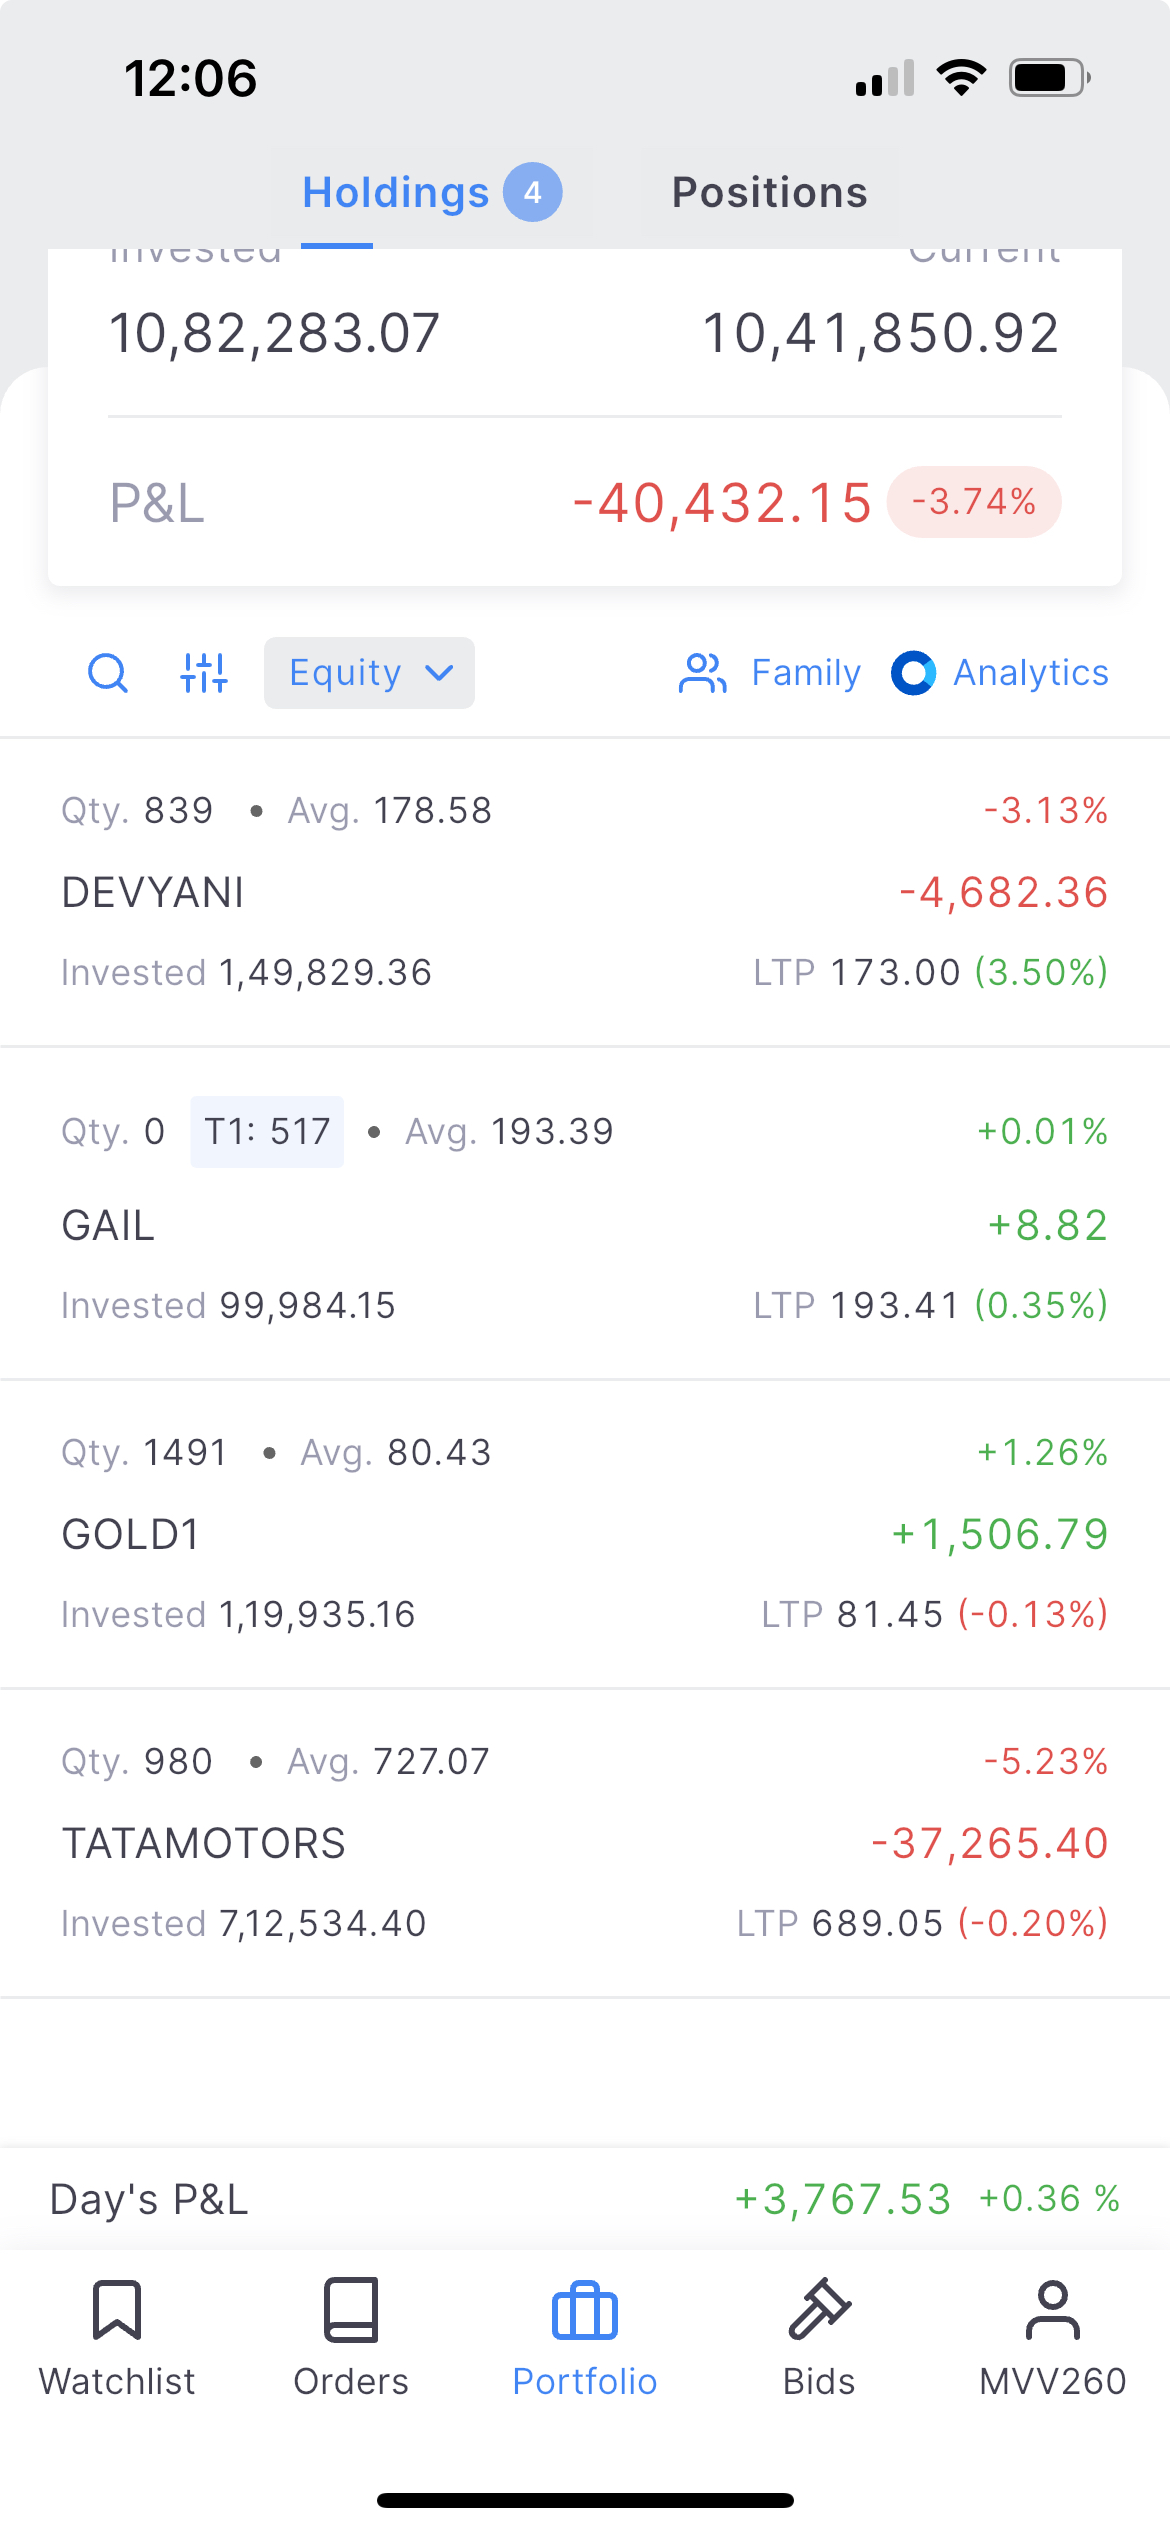 12:06
Holdings 4 Positions
Invested Current
10,82,283.07 10,41,850.92
P&L -40,432.15 -3.74%
Equity Family Analytics
Qty. 839 • Avg. 178.58 -3.13%
DEVYANI -4,682.36
Invested 1,49,829.36 LTP 173.00 (3.50%)
Qty. 0 T1: 517 • Avg. 193.39 +0.01%
GAIL +8.82
Invested 99,984.15 LTP 193.41 (0.35%)
Qty. 1491 • Avg. 80.43 +1.26%
GOLD1 +1,506.79
Invested 1,19,935.16 LTP 81.45 (-0.13%)
Qty. 980 • Avg. 727.07 -5.23%
TATAMOTORS -37,265.40
Invested 7,12,534.40 LTP 689.05 (-0.20%)
Day's P&L +3,767.53 +0.36 %
Watchlist Orders Portfolio Bids MVV260